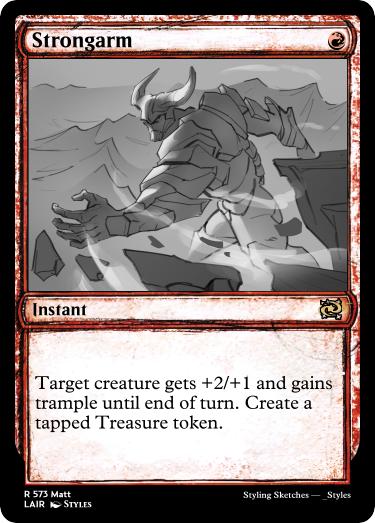 Strongarm
Instant
Target creature gets +2/+1 and gains
trample until end of turn. Create a
tapped Treasure token.
R 573 Matt
Styling Sketches — _Styles
LAIR STYLES